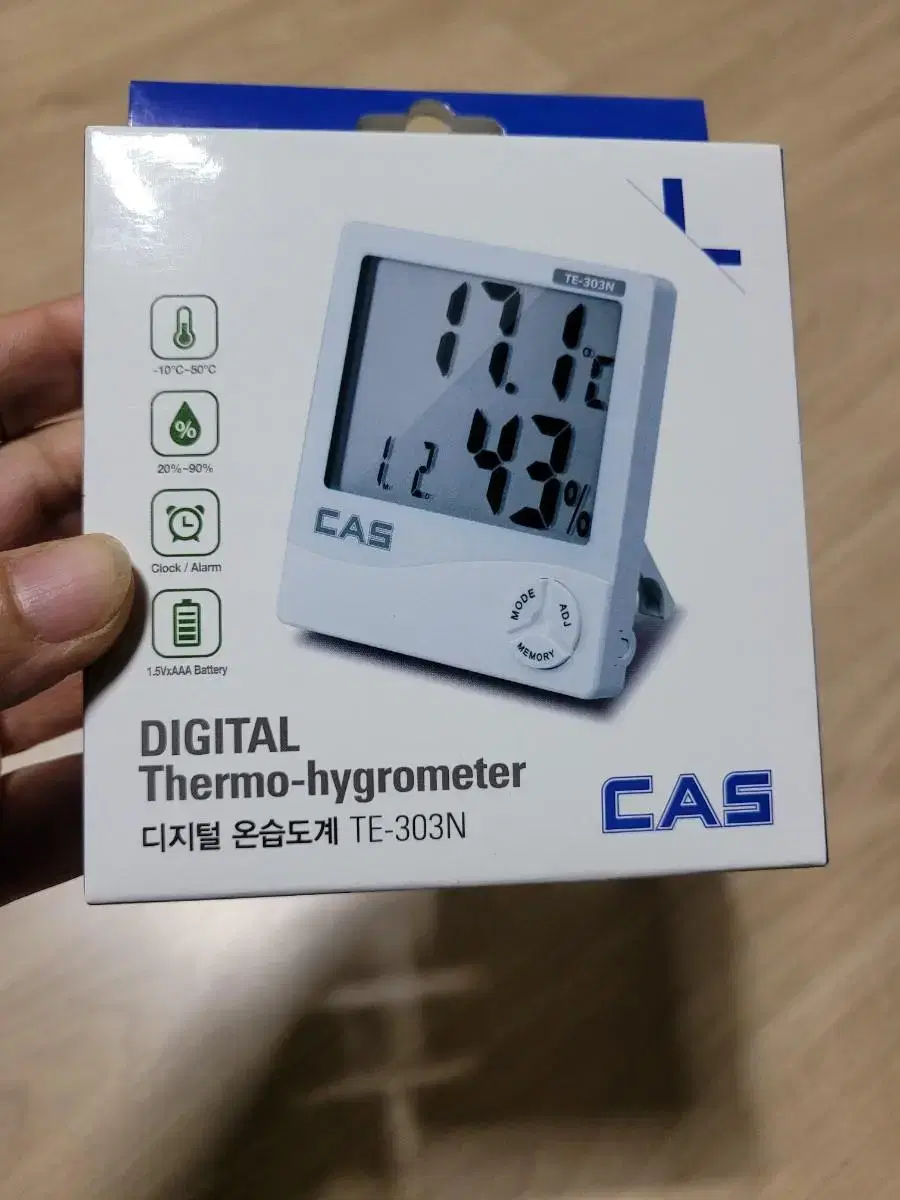 TE-303N
17.1℃
1.2
43%
CAS
MODE
ADJ
MEMORY
-10°C~50°C
%
20%~90%
Clock / Alarm
1.5VxAAA Battery
DIGITAL
Thermo-hygrometer
디지털 온습도계 TE-303N
CAS